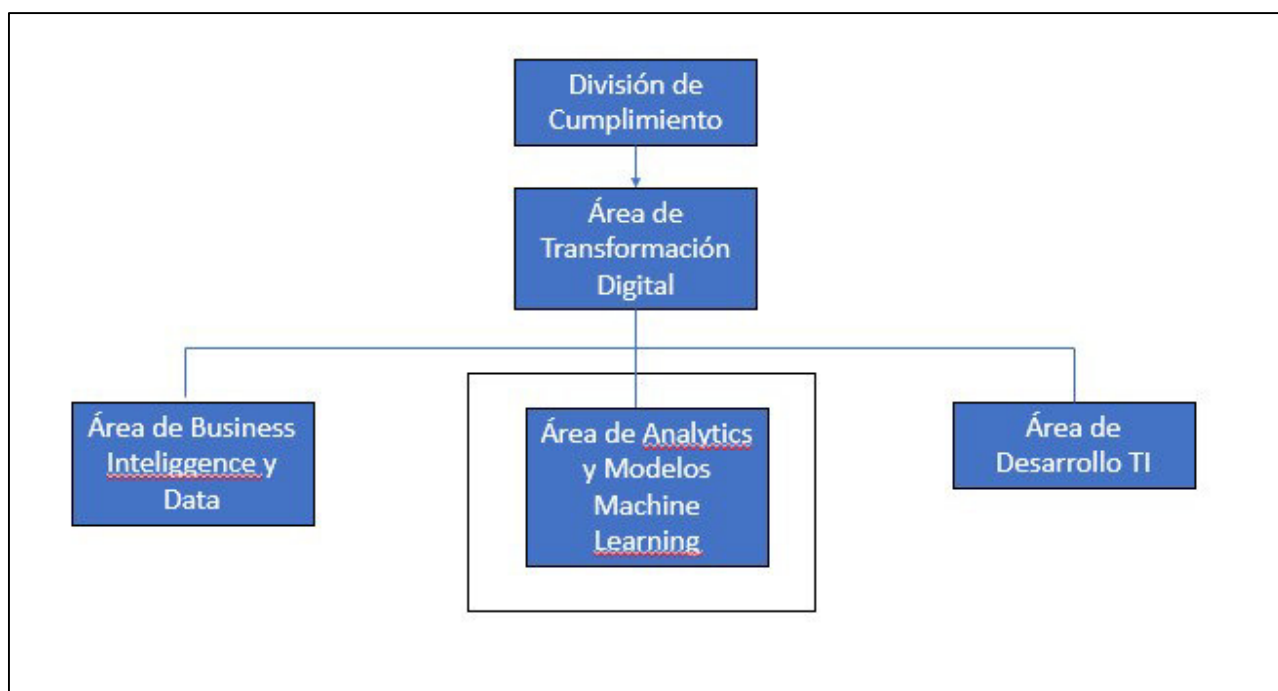 División de
Cumplimiento
Área de
Transformación
Digital
Área de Business
Inteliggence y
Data
Área de Analytics
y Modelos
Machine
Learning
Área de
Desarrollo TI